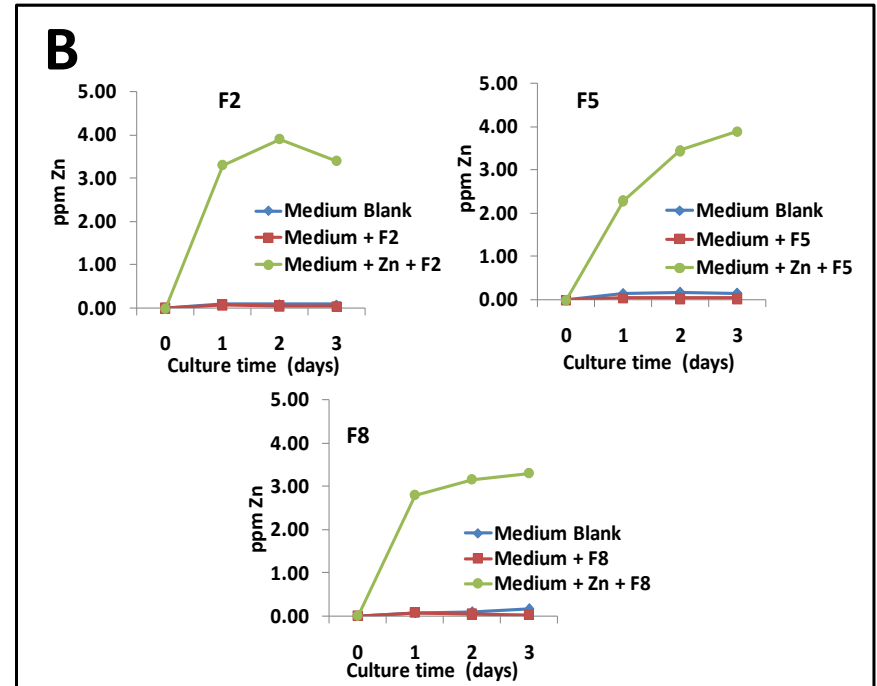 B
F2
5.00
4.00
3.00
2.00
1.00
0.00
ppm Zn
Medium Blank
Medium + F2
Medium + Zn + F2
0 1 2 3
Culture time (days)
F5
5.00
4.00
3.00
2.00
1.00
0.00
ppm Zn
Medium Blank
Medium + F5
Medium + Zn + F5
0 1 2 3
Culture time (days)
F8
5.00
4.00
3.00
2.00
1.00
0.00
ppm Zn
Medium Blank
Medium + F8
Medium + Zn + F8
0 1 2 3
Culture time (days)